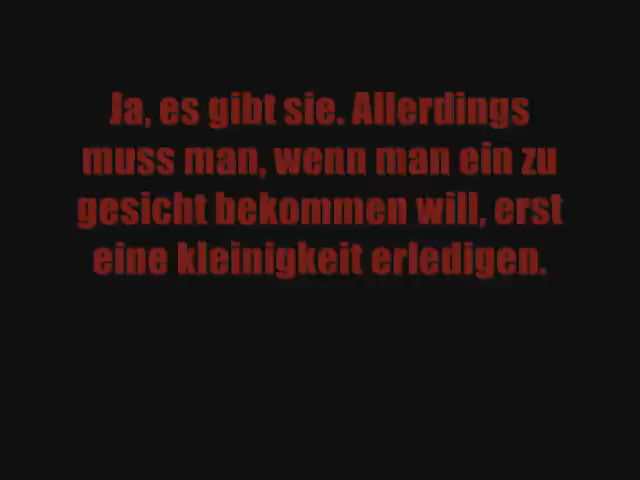 Ja, es gibt sie. Allerdings
muss man, wenn man ein zu
gesicht bekommen will, erst
eine kleinigkeit erledigen.